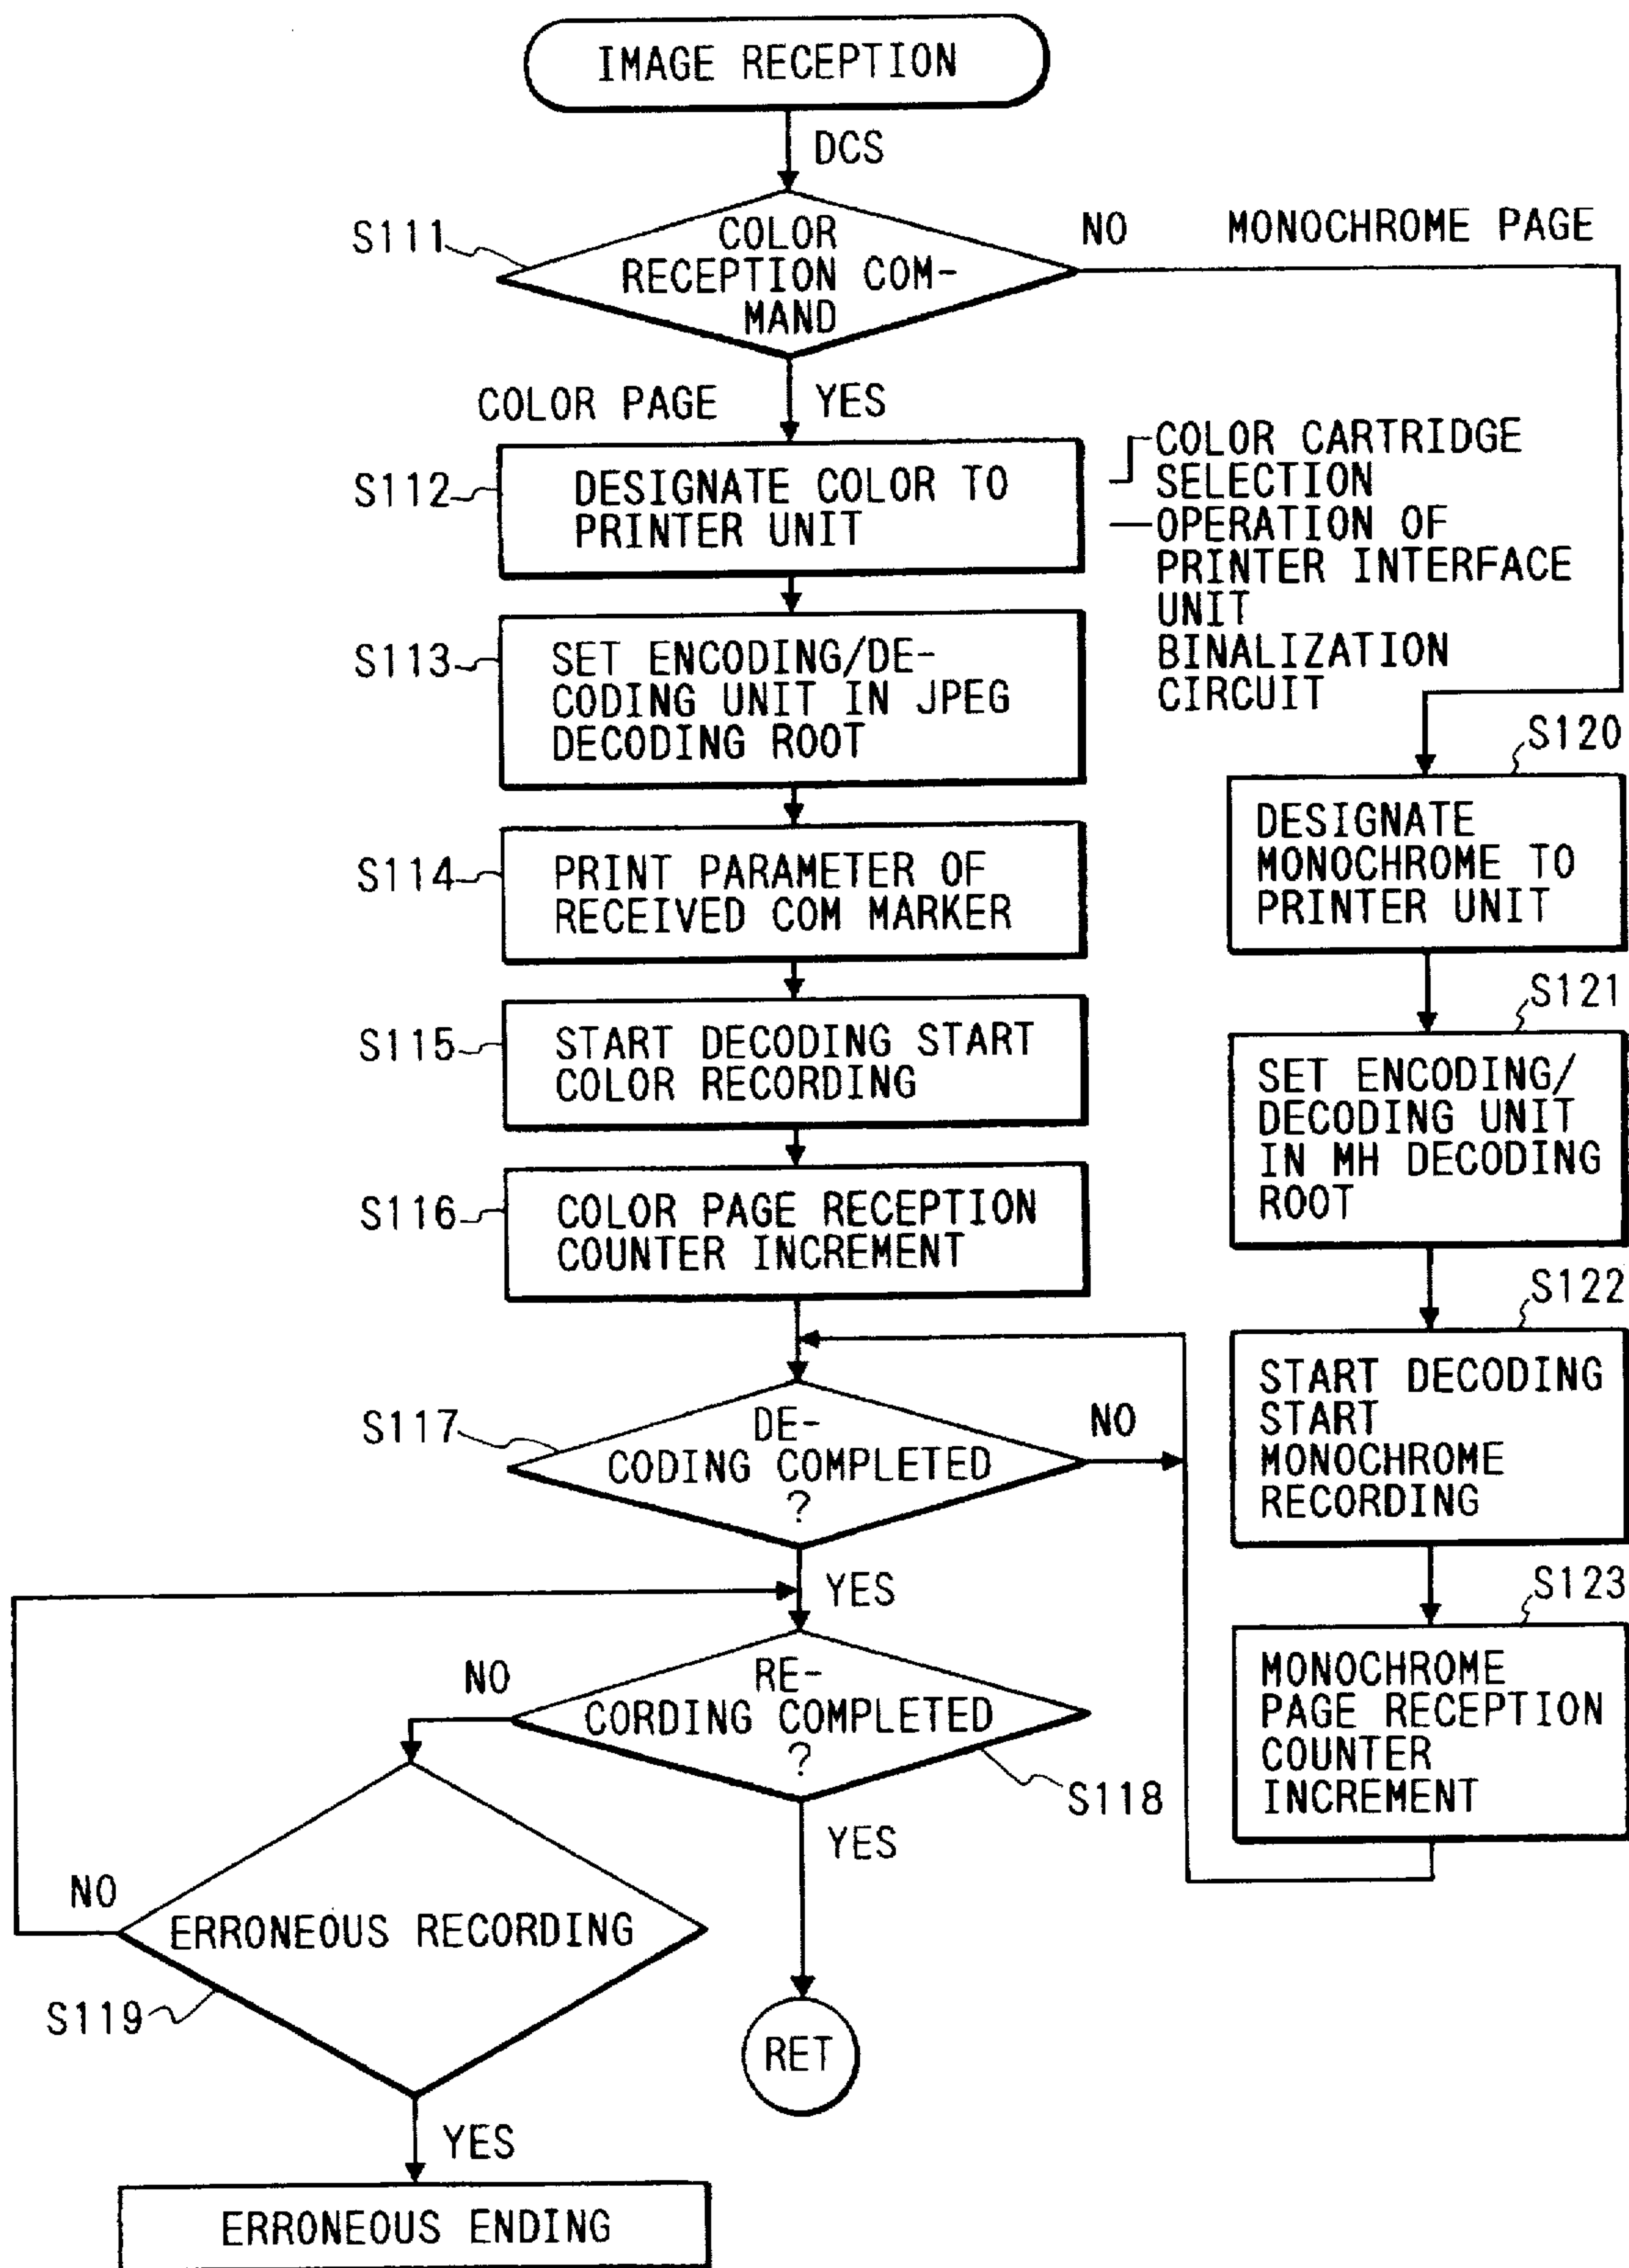 IMAGE RECEPTION
DCS
S111
COLOR
RECEPTION COM-
MAND
NO
MONOCHROME PAGE
COLOR PAGE
YES
S112
DESIGNATE COLOR TO
PRINTER UNIT
COLOR CARTRIDGE
SELECTION
OPERATION OF
PRINTER INTERFACE
UNIT
BINALIZATION
CIRCUIT
S113
SET ENCODING/DE-
CODING UNIT IN JPEG
DECODING ROOT
S114
PRINT PARAMETER OF
RECEIVED COM MARKER
S115
START DECODING START
COLOR RECORDING
S116
COLOR PAGE RECEPTION
COUNTER INCREMENT
S117
DE-
CODING COMPLETED
?
NO
YES
NO
RE-
CORDING COMPLETED
?
S118
YES
NO
ERRONEOUS RECORDING
S119
RET
YES
ERRONEOUS ENDING
S120
DESIGNATE
MONOCHROME TO
PRINTER UNIT
S121
SET ENCODING/
DECODING UNIT
IN MH DECODING
ROOT
S122
START DECODING
START
MONOCHROME
RECORDING
S123
MONOCHROME
PAGE RECEPTION
COUNTER
INCREMENT